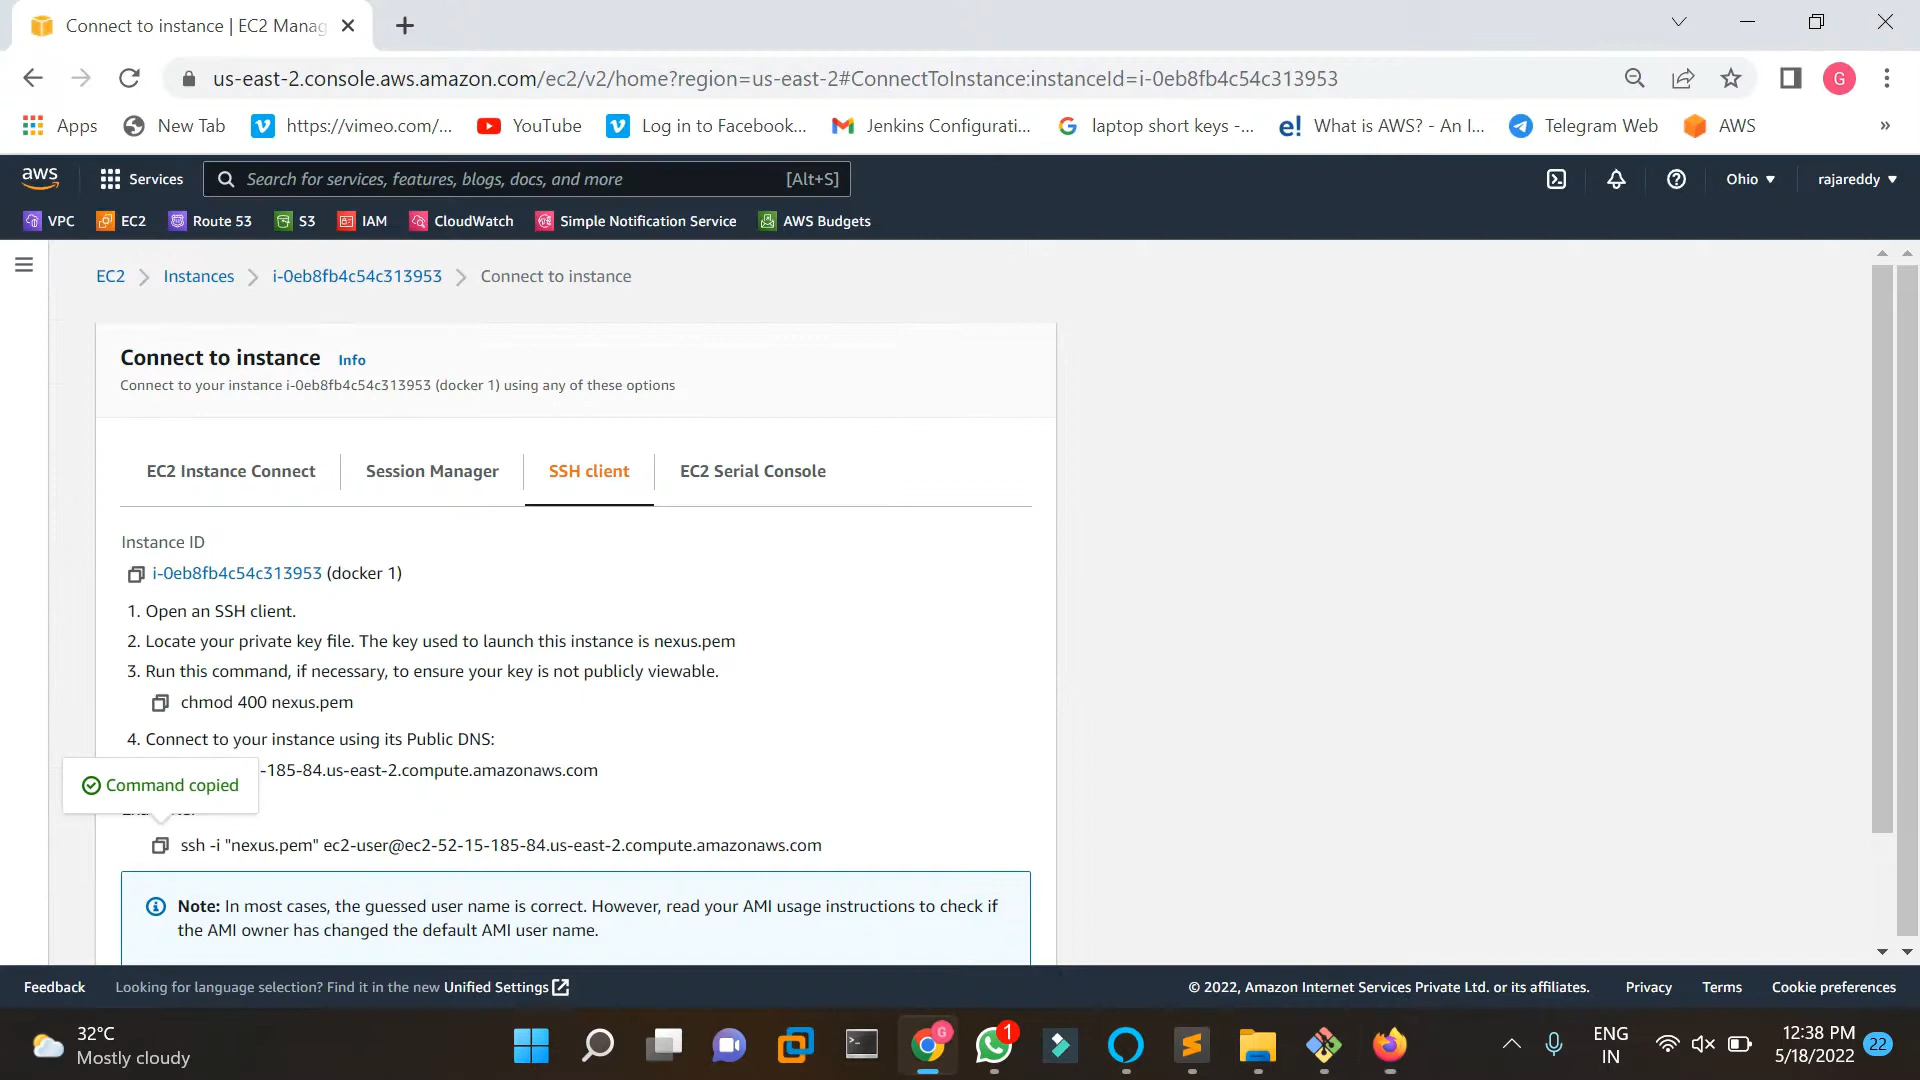 Connect to instance | EC2 Manag
us-east-2.console.aws.amazon.com/ec2/v2/home?region=us-east-2#ConnectToInstance:instanceId=i-0eb8fb4c54c313953
G
Apps
New Tab
https://vimeo.com/...
YouTube
Log in to Facebook...
Jenkins Configurati...
laptop short keys -...
What is AWS? - An I...
Telegram Web
AWS
»
aws
Services
Search for services, features, blogs, docs, and more
[Alt+S]
Ohio
rajareddy
VPC
EC2
Route 53
S3
IAM
CloudWatch
Simple Notification Service
AWS Budgets
EC2
Instances
i-0eb8fb4c54c313953
Connect to instance
Connect to instance Info
Connect to your instance i-0eb8fb4c54c313953 (docker 1) using any of these options
EC2 Instance Connect
Session Manager
SSH client
EC2 Serial Console
Instance ID
i-0eb8fb4c54c313953 (docker 1)
1. Open an SSH client.
2. Locate your private key file. The key used to launch this instance is nexus.pem
3. Run this command, if necessary, to ensure your key is not publicly viewable.
chmod 400 nexus.pem
4. Connect to your instance using its Public DNS:
-185-84.us-east-2.compute.amazonaws.com
Command copied
ssh -i "nexus.pem" ec2-user@ec2-52-15-185-84.us-east-2.compute.amazonaws.com
Note: In most cases, the guessed user name is correct. However, read your AMI usage instructions to check if
the AMI owner has changed the default AMI user name.
Feedback
Looking for language selection? Find it in the new Unified Settings
© 2022, Amazon Internet Services Private Ltd. or its affiliates.
Privacy
Terms
Cookie preferences
32°C
Mostly cloudy
G
1
ENG
IN
12:38 PM
5/18/2022
22